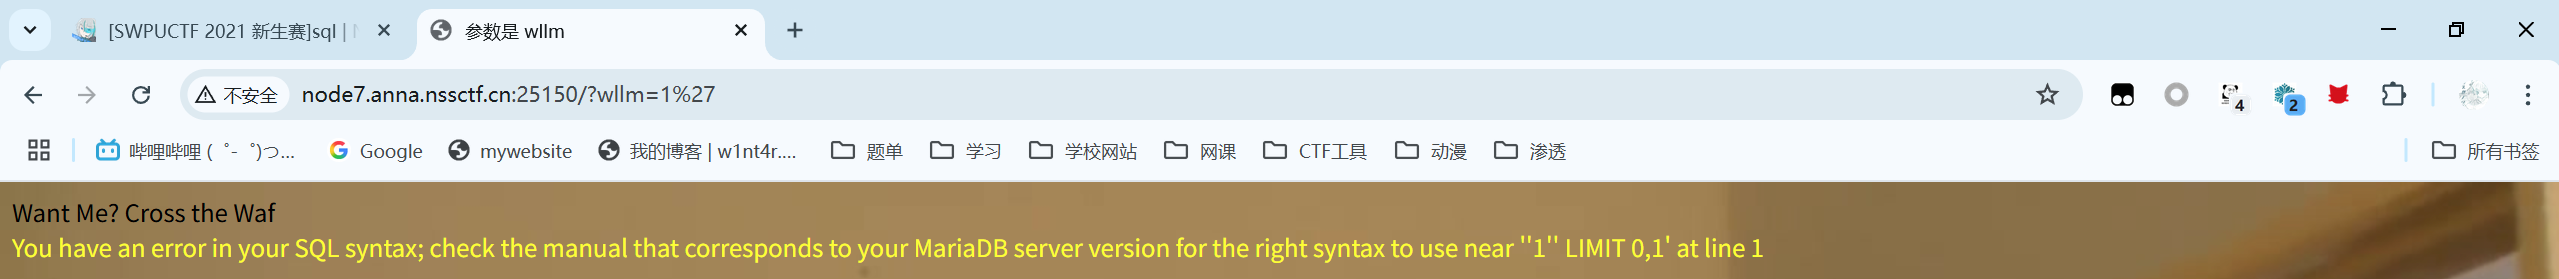 [SWPUCTF 2021 新生赛]sql |
参数是 wllm
不安全 node7.anna.nssctf.cn:25150/?wllm=1%27
4
2
哔哩哔哩 (゜-゜)つ...
Google
mywebsite
我的博客 | w1nt4r....
题单
学习
学校网站
网课
CTF工具
动漫
渗透
所有书签
Want Me? Cross the Waf
You have an error in your SQL syntax; check the manual that corresponds to your MariaDB server version for the right syntax to use near ''1'' LIMIT 0,1' at line 1